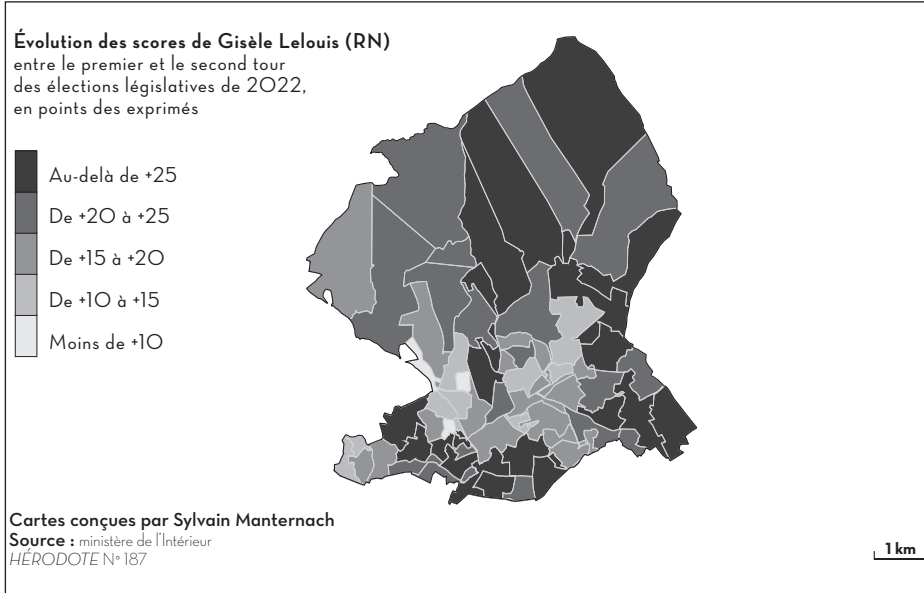 Évolution des scores de Gisèle Lelouis (RN)
entre le premier et le second tour
des élections législatives de 2022,
en points des exprimés
Au-delà de +25
De +20 à +25
De +15 à +20
De +10 à +15
Moins de +10
Cartes conçues par Sylvain Manternach
Source : ministère de l'Intérieur
HÉRODOTE N° 187
1 km